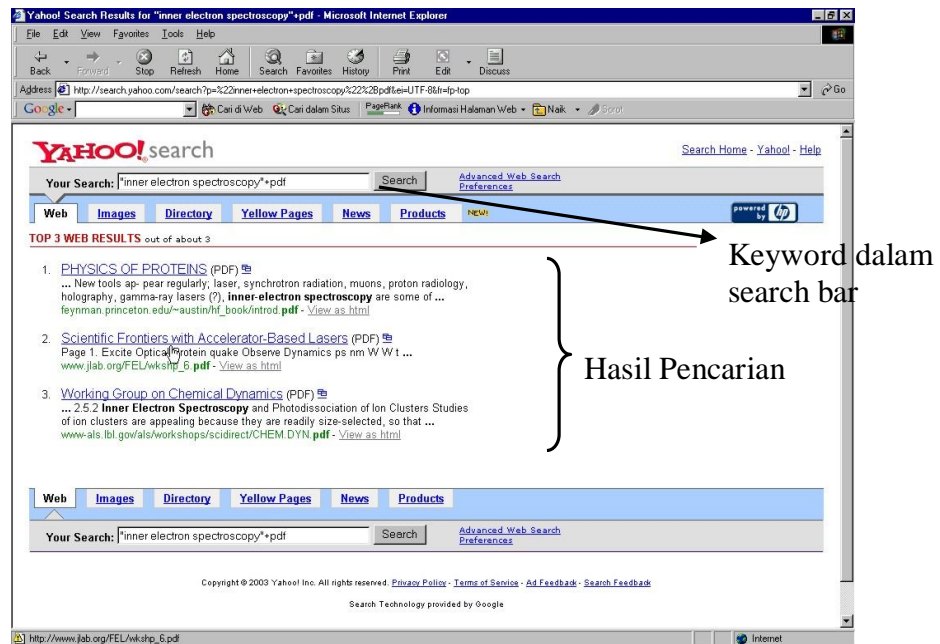 Yahoo! Search Results for "inner electron spectroscopy"+pdf - Microsoft Internet Explorer
File Edit View Favorites Tools Help
Back Forward Stop Refresh Home Search Favorites History Print Edit Discuss
Address http://search.yahoo.com/search?p=%22inner+electron+spectroscopy%22%2Bpdf&ei=UTF-8&fr=fp-top Go
Google Cari di Web Cari dalam Situs PageRank Informasi Halaman Web Naik Sorot
YAHOO! search
Search Home - Yahoo! - Help
Your Search: "inner electron spectroscopy"+pdf Search Advanced Web Search
Preferences
Web Images Directory Yellow Pages News Products NEW! powered by hp
TOP 3 WEB RESULTS out of about 3
Keyword dalam
search bar
1. PHYSICS OF PROTEINS (PDF)
... New tools ap- pear regularly; laser, synchrotron radiation, muons, proton radiology,
holography, gamma-ray lasers (?), inner-electron spectroscopy are some of ...
feynman.princeton.edu/~austin/hf_book/introd.pdf - View as html
2. Scientific Frontiers with Accelerator-Based Lasers (PDF)
Page 1. Excite Optical protein quake Observe Dynamics ps nm W W t ...
www.jlab.org/FEL/wkshp_6.pdf - View as html
Hasil Pencarian
3. Working Group on Chemical Dynamics (PDF)
... 2.5.2 Inner Electron Spectroscopy and Photodissociation of Ion Clusters Studies
of ion clusters are appealing because they are readily size-selected, so that ...
www-als.lbl.gov/als/workshops/scidirect/CHEM.DYN.pdf - View as html
Web Images Directory Yellow Pages News Products
Your Search: "inner electron spectroscopy"+pdf Search Advanced Web Search
Preferences
Copyright © 2003 Yahoo! Inc. All rights reserved. Privacy Policy - Terms of Service - Ad Feedback - Search Feedback
Search Technology provided by Google
http://www.jlab.org/FEL/wkshp_6.pdf Internet